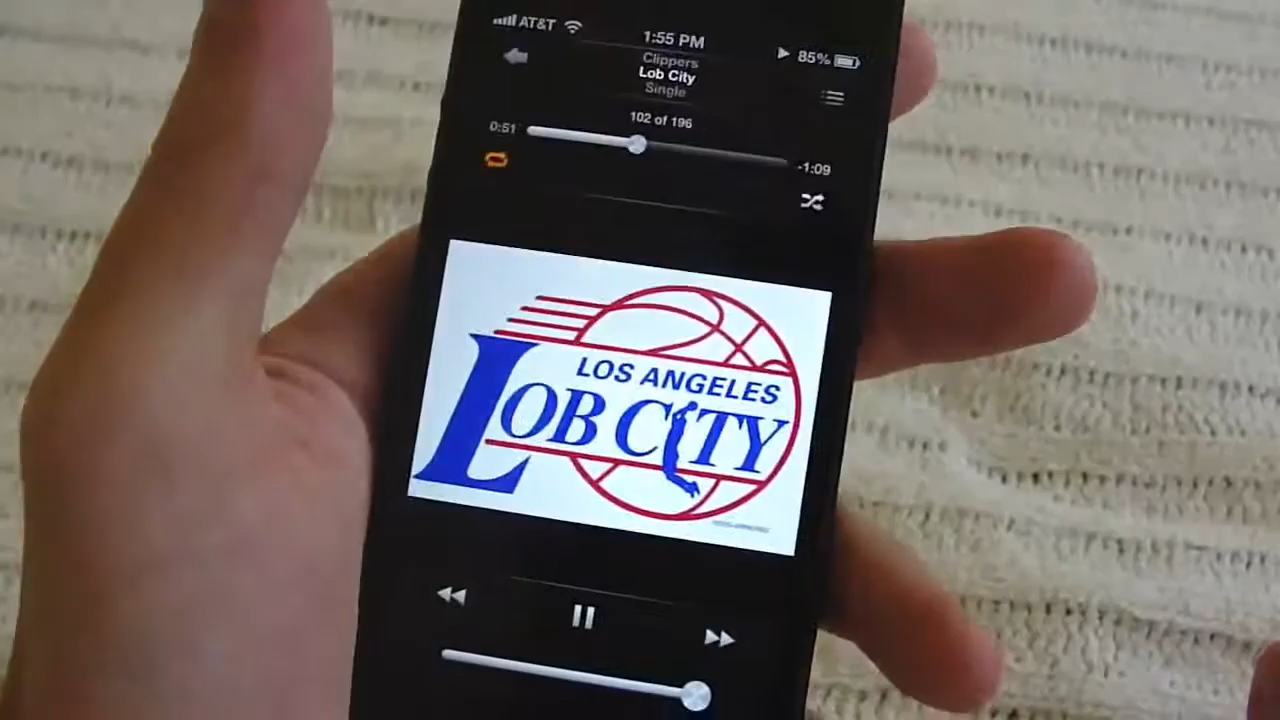 AT&T
1:55 PM
85%
Clippers
Lob City
Single
102 of 196
0:51
-1:09
LOS ANGELES
LOB CITY